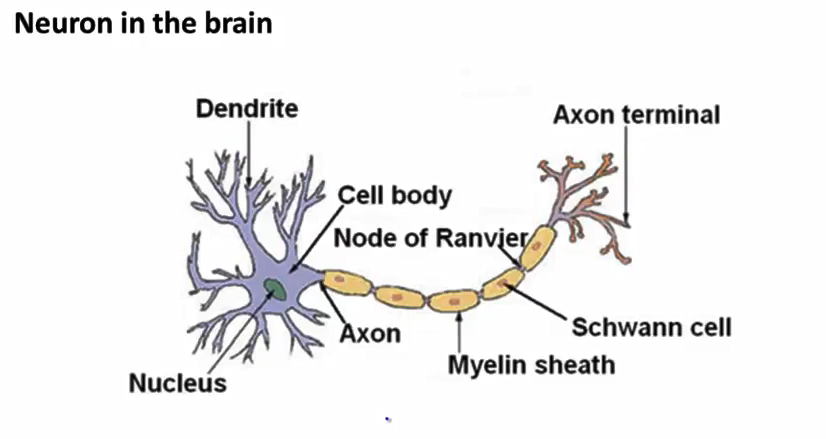 Neuron in the brain
Dendrite
Axon terminal
Cell body
Node of Ranvier
Axon
Schwann cell
Myelin sheath
Nucleus